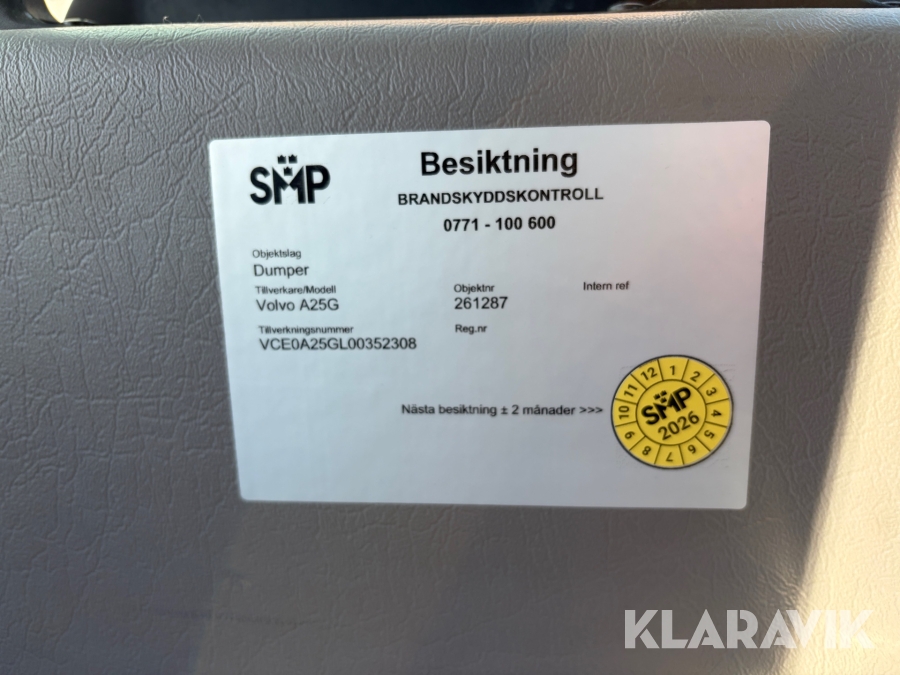 SMP
Besiktning
BRANDSKYDDSKONTROLL
0771 - 100 600
Objektslag
Dumper
Tillverkare/Modell
Volvo A25G
Objektnr
261287
Intern ref
Tillverkningsnummer
VCE0A25GL00352308
Reg.nr
Nästa besiktning ± 2 månader >>>
1 2 3 4 5 6 7 8 9 10 11 12
SMP
2026
KLARAVIK